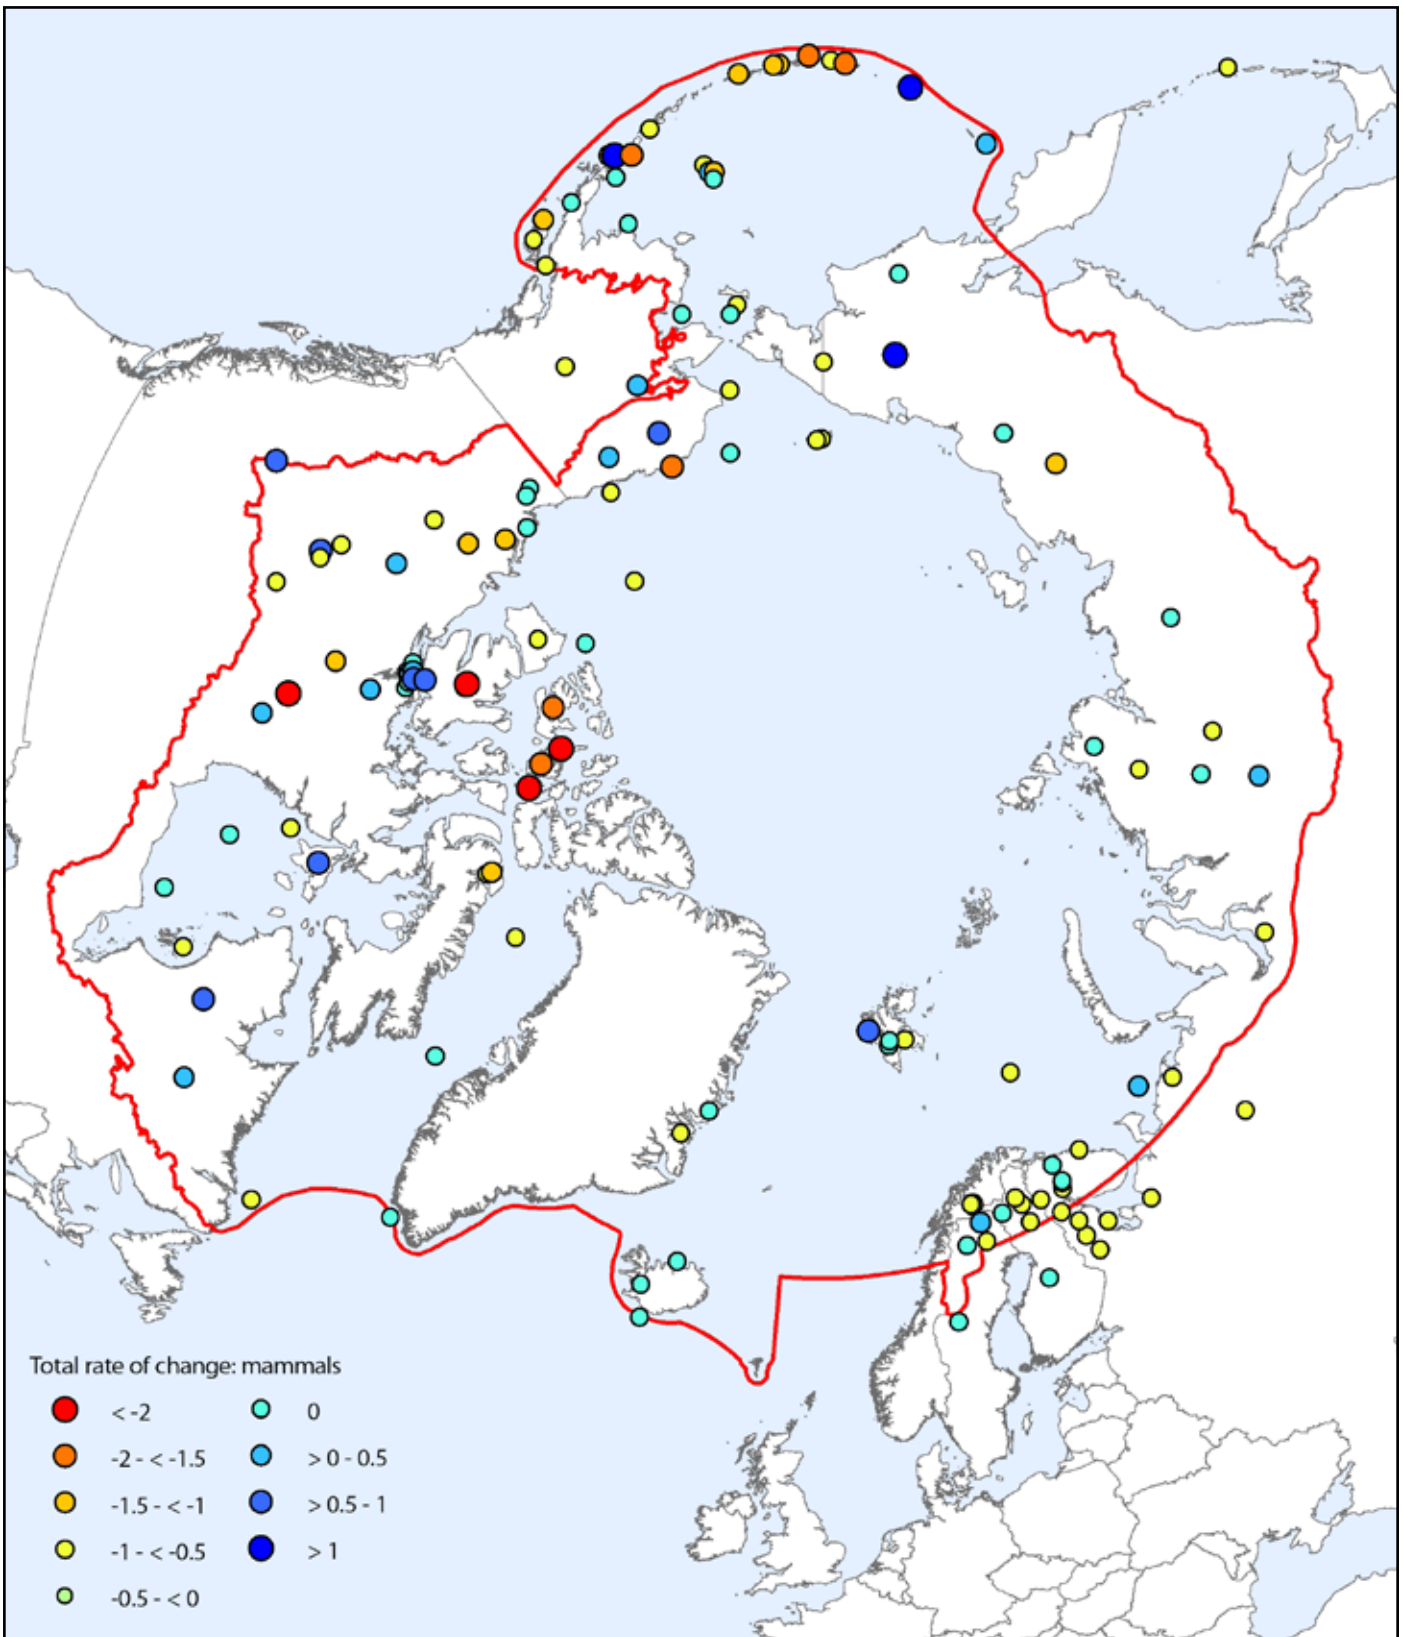 Total rate of change: mammals
< -2
-2 - < -1.5
-1.5 - < -1
-1 - < -0.5
-0.5 - < 0
0
> 0 - 0.5
> 0.5 - 1
> 1